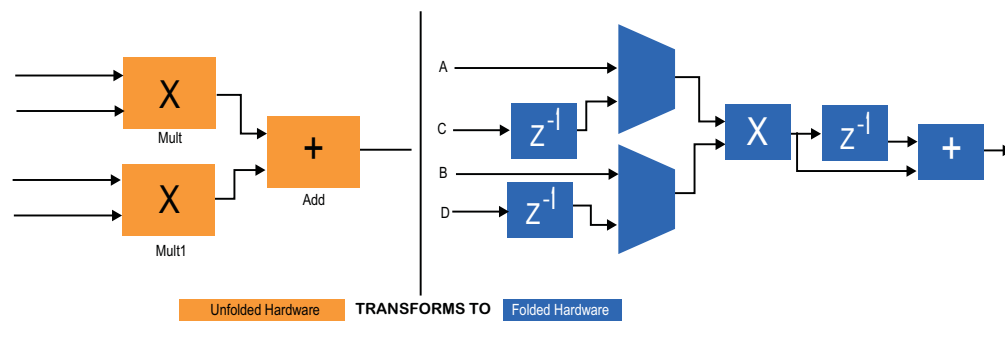 X
Mult
+
Add
X
Mult1
A
C
z-1
B
D
z-1
X
z-1
+
Unfolded Hardware TRANSFORMS TO Folded Hardware